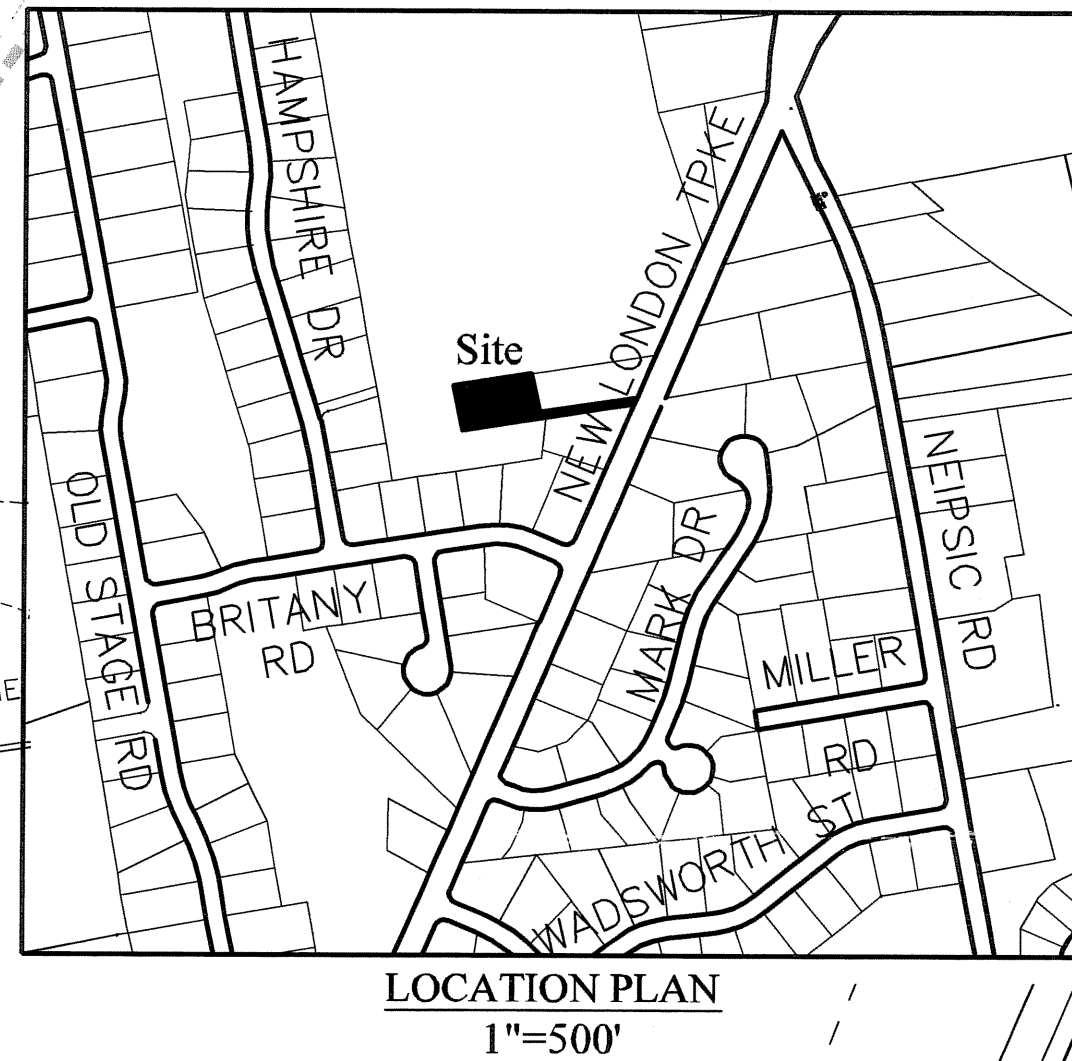 HAMPSHIRE DR
NEW LONDON TPKE
Site
OLD STAGE RD
NEIPSIC RD
BRITANY
RD
MARK DR
MILLER
RD
WADSWORTH ST
LOCATION PLAN
1"=500'